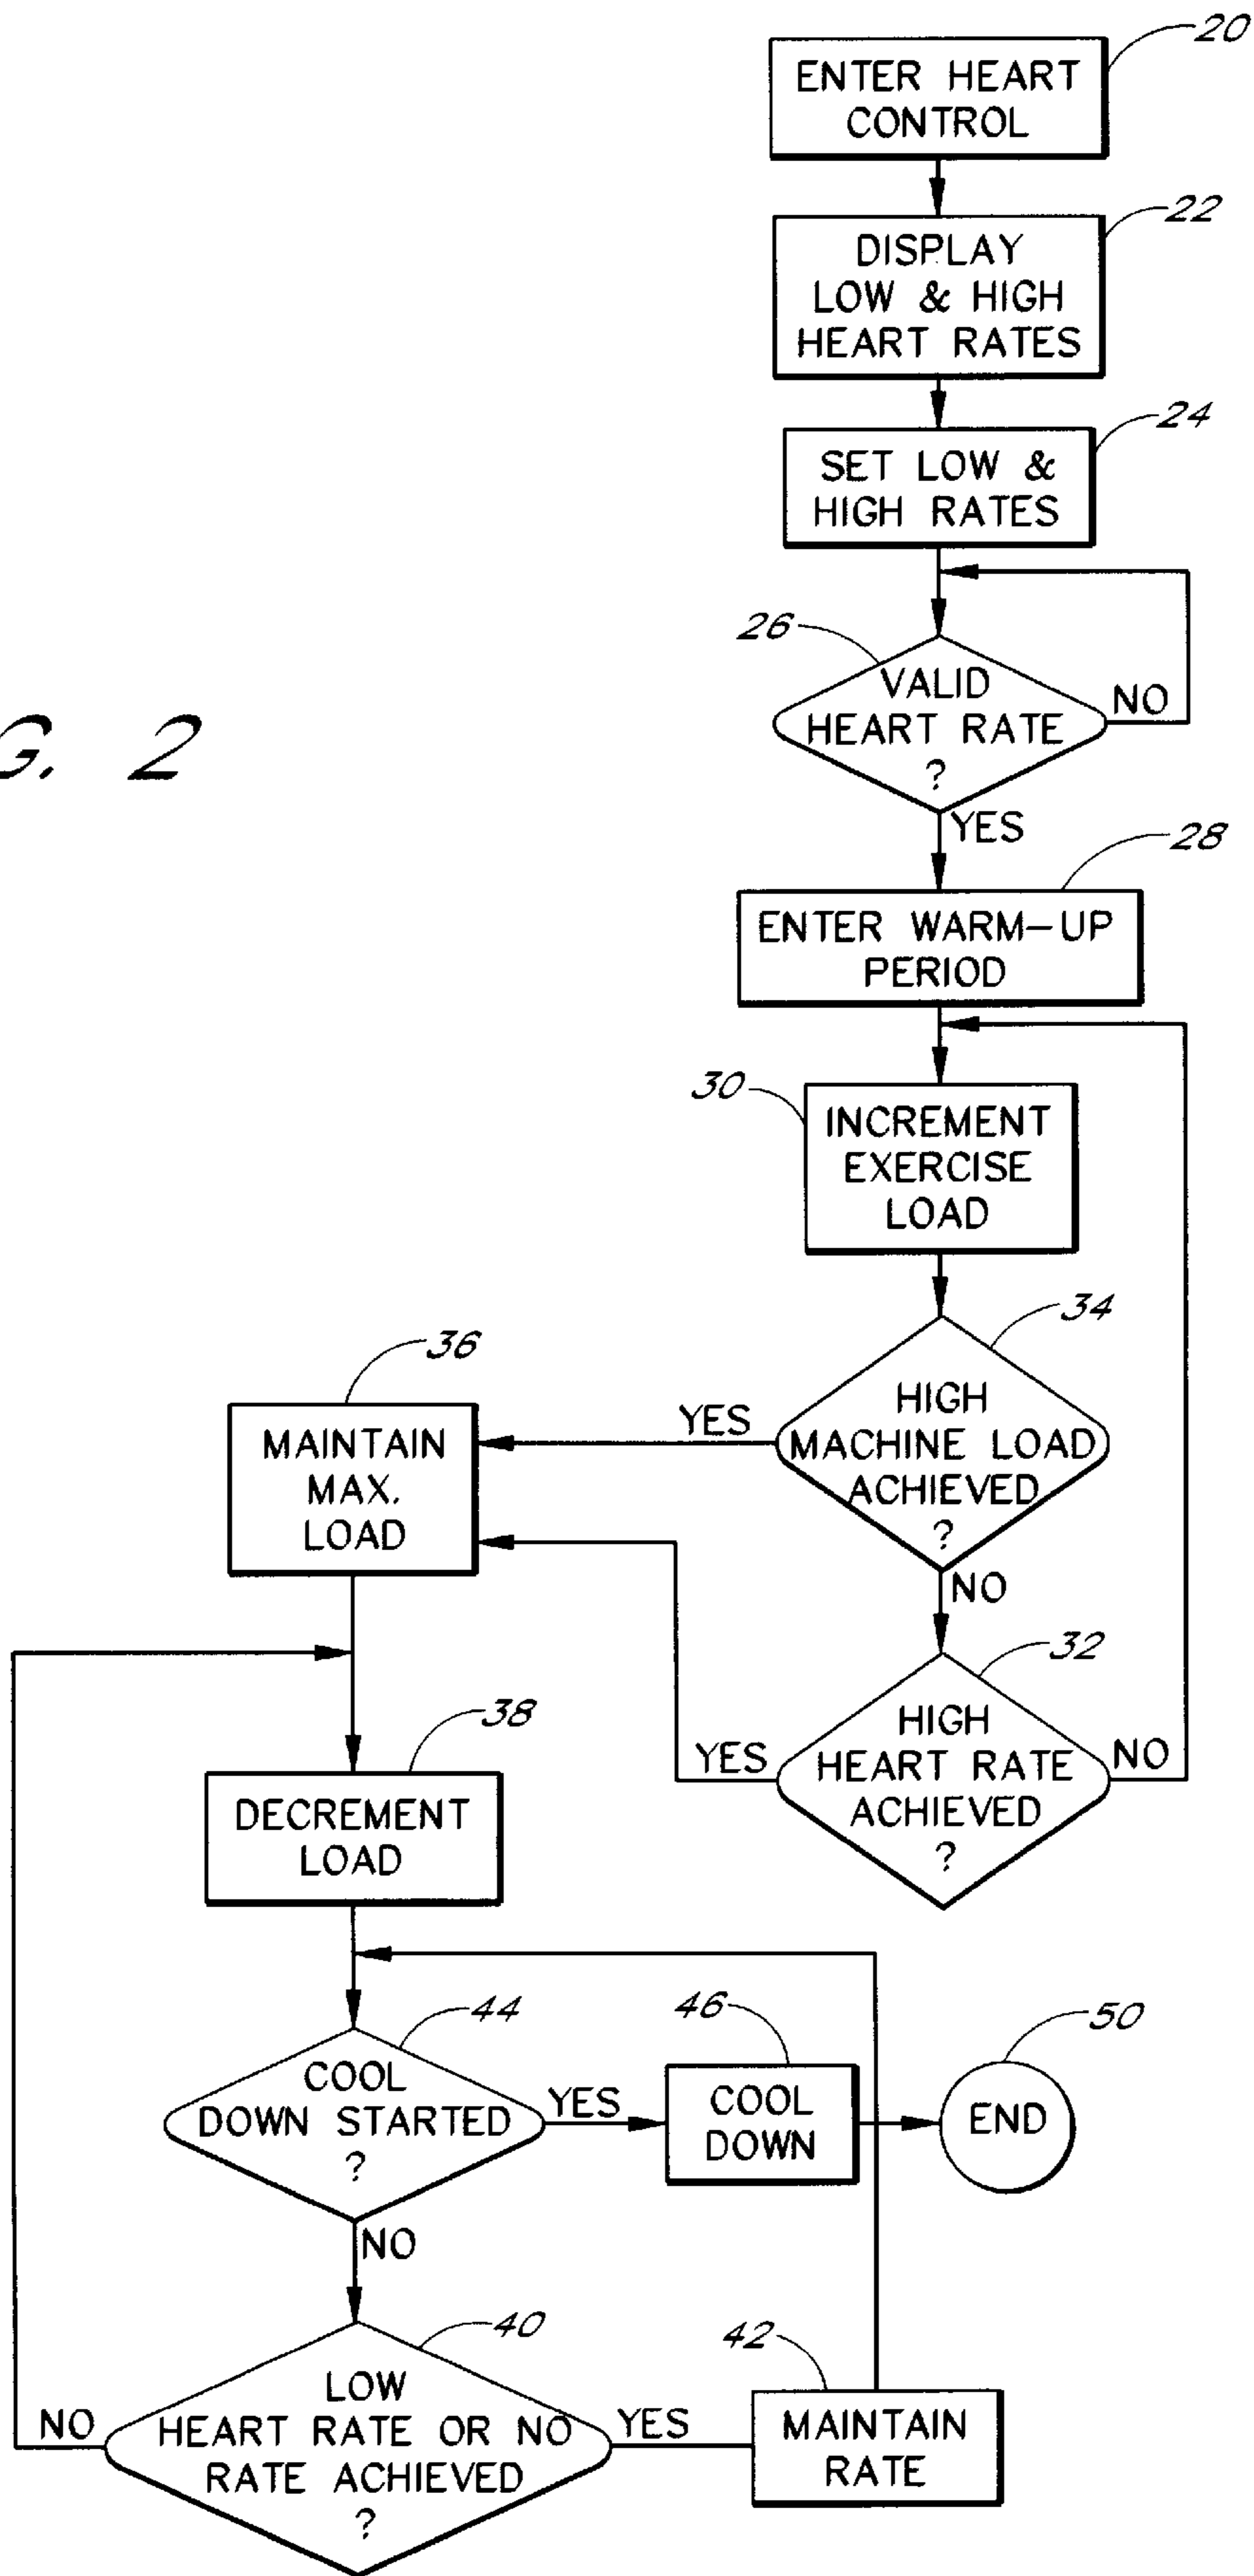 20
ENTER HEART
CONTROL
22
DISPLAY
LOW & HIGH
HEART RATES
24
SET LOW &
HIGH RATES
26
VALID
HEART RATE
?
NO
YES
G. 2
28
ENTER WARM-UP
PERIOD
30
INCREMENT
EXERCISE
LOAD
34
HIGH
MACHINE LOAD
ACHIEVED
?
YES
NO
36
MAINTAIN
MAX.
LOAD
32
HIGH
HEART RATE
ACHIEVED
?
YES
NO
38
DECREMENT
LOAD
44
COOL
DOWN STARTED
?
YES
NO
46
COOL
DOWN
50
END
40
LOW
HEART RATE OR NO
RATE ACHIEVED
?
NO
YES
42
MAINTAIN
RATE